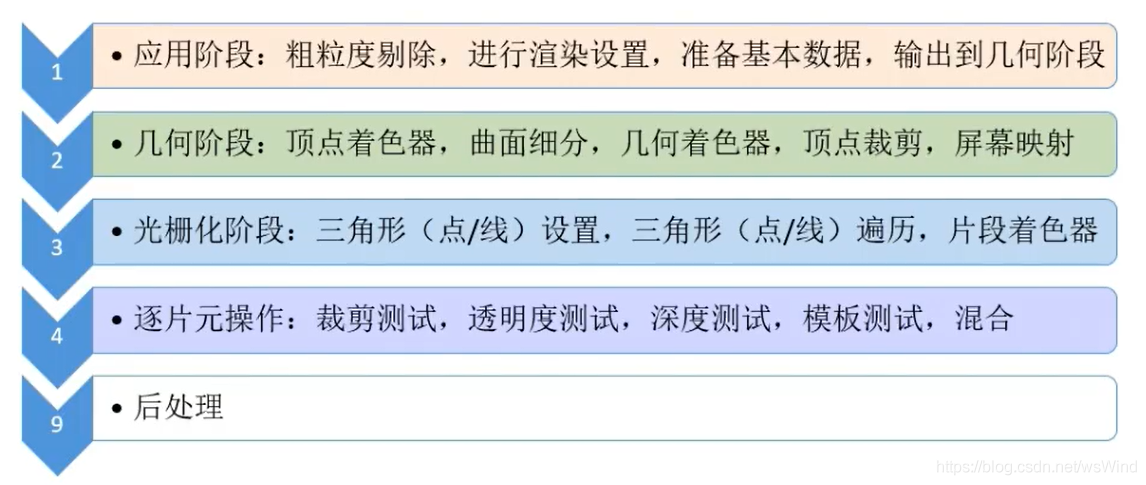 1
• 应用阶段：粗粒度剔除，进行渲染设置，准备基本数据，输出到几何阶段
2
• 几何阶段：顶点着色器，曲面细分，几何着色器，顶点裁剪，屏幕映射
3
• 光栅化阶段：三角形（点/线）设置，三角形（点/线）遍历，片段着色器
4
• 逐片元操作：裁剪测试，透明度测试，深度测试，模板测试，混合
9
• 后处理
https://blog.csdn.net/wsWind